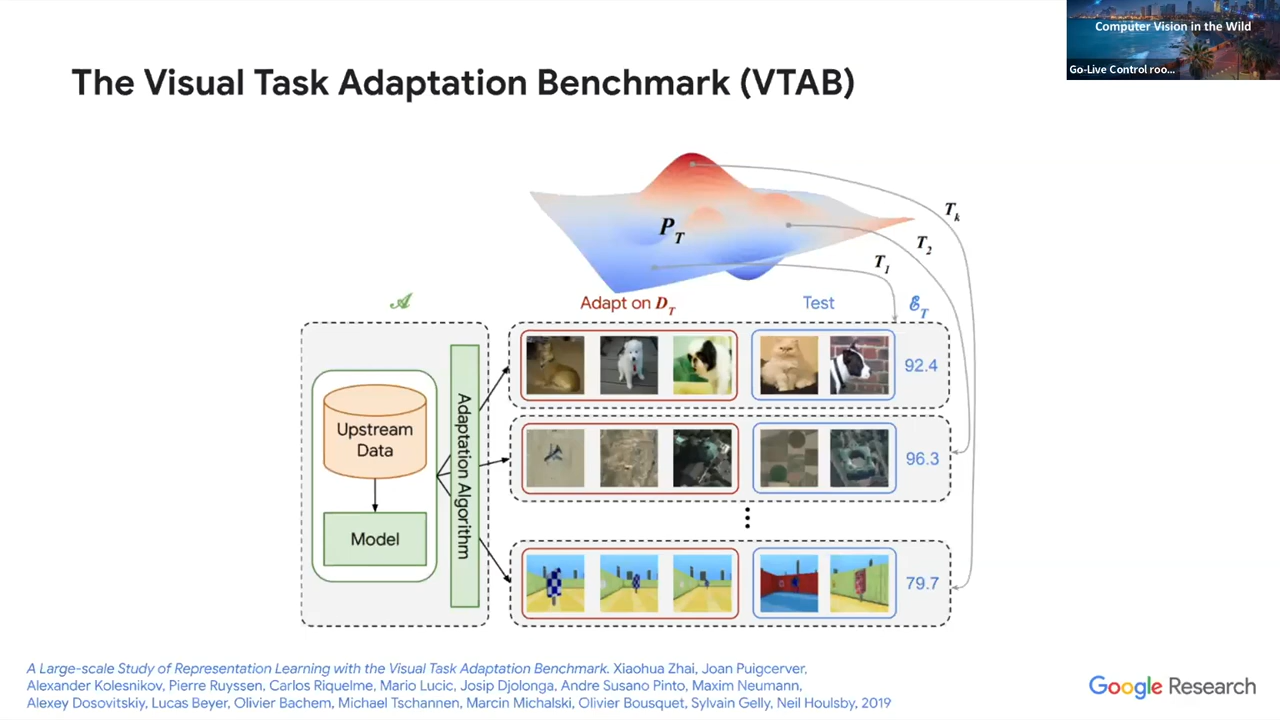 Computer Vision in the Wild
Go-Live Control roo...
The Visual Task Adaptation Benchmark (VTAB)
P_T
T_k
T_2
T_1
𝒜
Adapt on D_T
Test
ℰ_T
Upstream
Data
Model
Adaptation Algorithm
92.4
96.3
79.7
A Large-scale Study of Representation Learning with the Visual Task Adaptation Benchmark. Xiaohua Zhai, Joan Puigcerver,
Alexander Kolesnikov, Pierre Ruyssen, Carlos Riquelme, Mario Lucic, Josip Djolonga, Andre Susano Pinto, Maxim Neumann,
Alexey Dosovitskiy, Lucas Beyer, Olivier Bachem, Michael Tschannen, Marcin Michalski, Olivier Bousquet, Sylvain Gelly, Neil Houlsby, 2019
Google Research